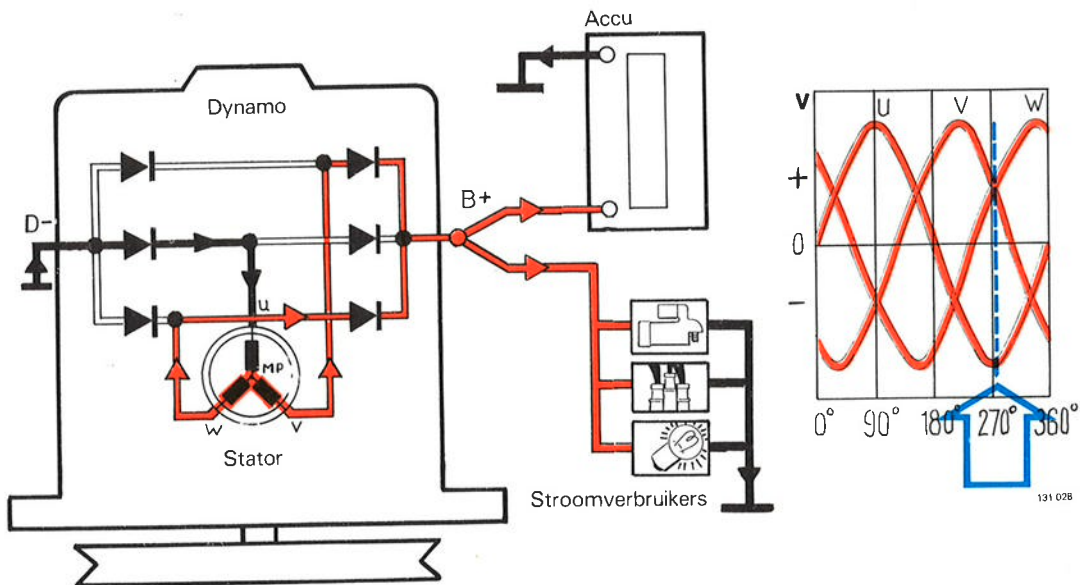 Accu
Dynamo
D-
B+
u
MP
W
V
Stator
Stroomverbruikers
V
U
V
W
+
0
-
0°
90°
180°
270°
360°
131 028